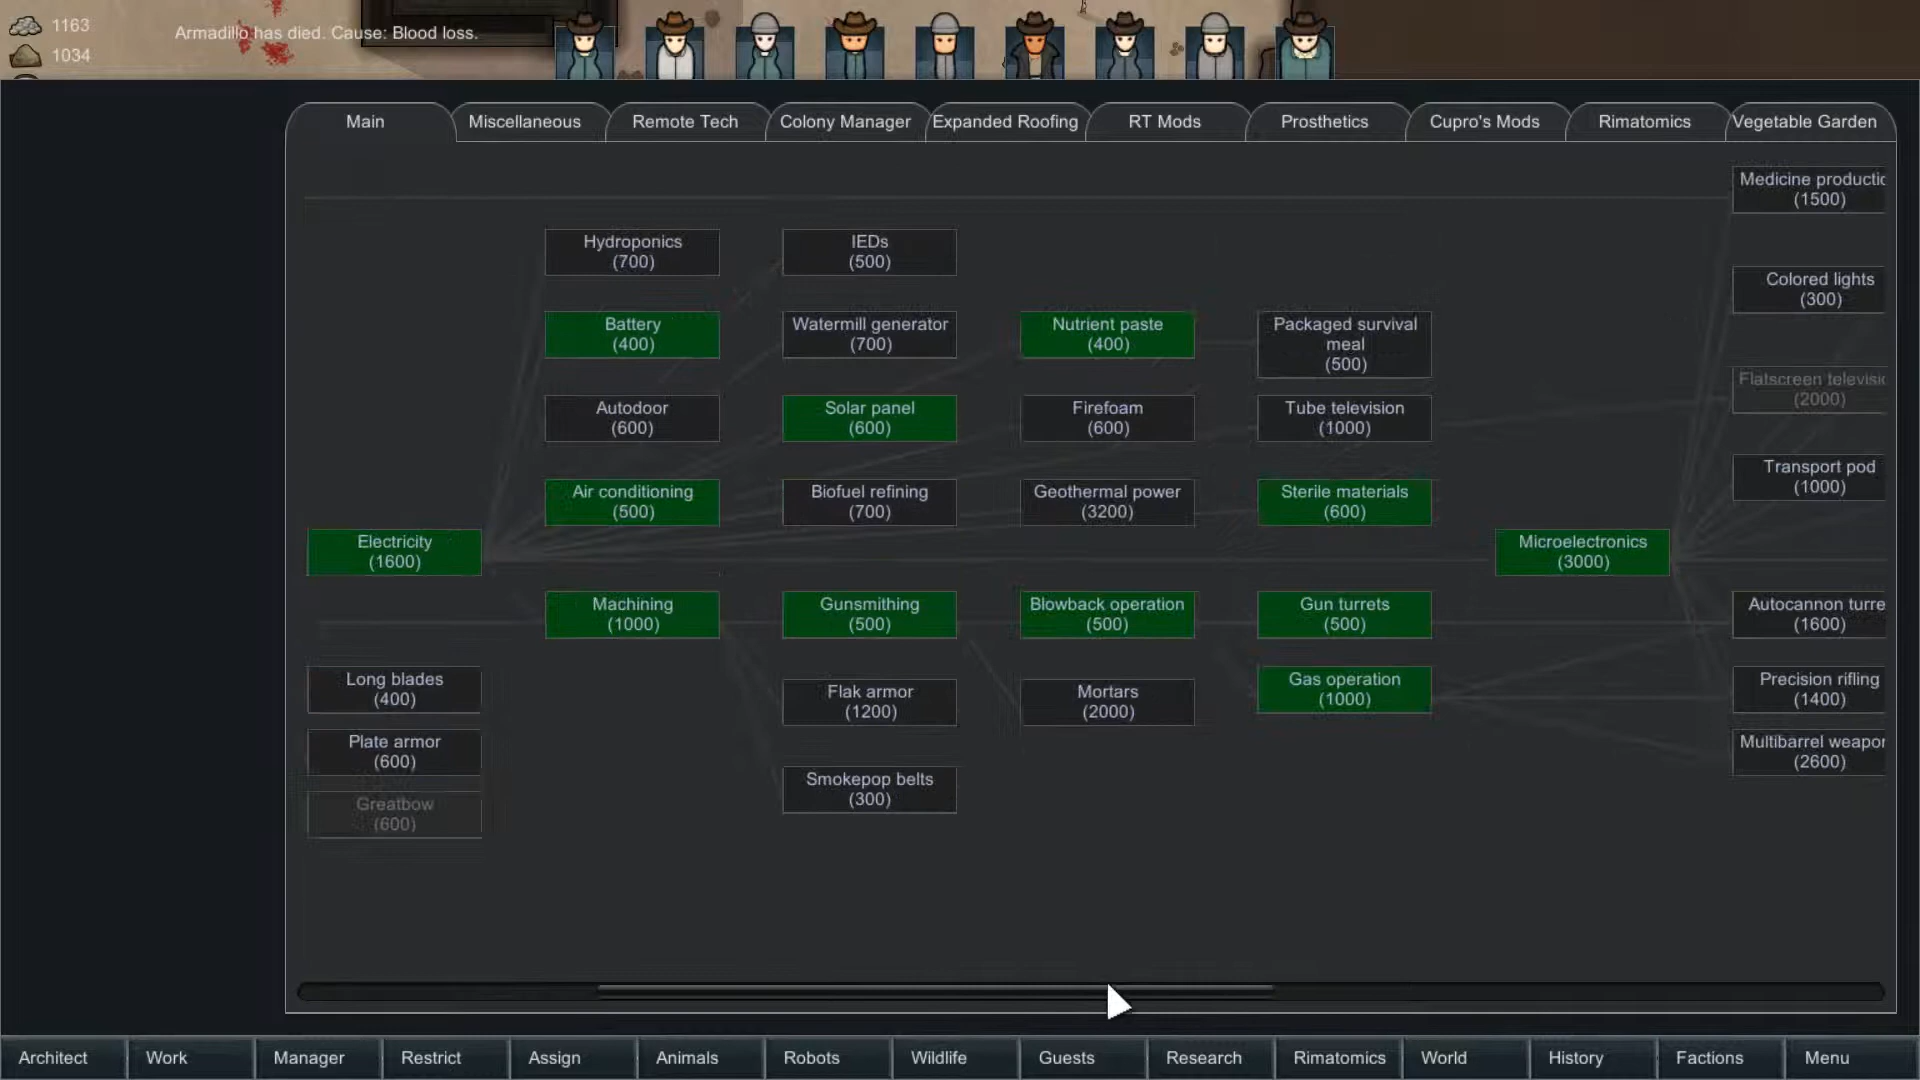 1163
Armadillo has died. Cause: Blood loss.
1034
Main
Miscellaneous
Remote Tech
Colony Manager
Expanded Roofing
RT Mods
Prosthetics
Cupro's Mods
Rimatomics
Vegetable Garden
Medicine productic
(1500)
Hydroponics
(700)
IEDs
(500)
Colored lights
(300)
Battery
(400)
Watermill generator
(700)
Nutrient paste
(400)
Packaged survival
meal
(500)
Flatscreen televisic
(2000)
Autodoor
(600)
Solar panel
(600)
Firefoam
(600)
Tube television
(1000)
Transport pod
(1000)
Air conditioning
(500)
Biofuel refining
(700)
Geothermal power
(3200)
Sterile materials
(600)
Electricity
(1600)
Microelectronics
(3000)
Machining
(1000)
Gunsmithing
(500)
Blowback operation
(500)
Gun turrets
(500)
Autocannon turre
(1600)
Long blades
(400)
Flak armor
(1200)
Mortars
(2000)
Gas operation
(1000)
Precision rifling
(1400)
Plate armor
(600)
Multibarrel weapor
(2600)
Smokepop belts
(300)
Greatbow
(600)
Architect
Work
Manager
Restrict
Assign
Animals
Robots
Wildlife
Guests
Research
Rimatomics
World
History
Factions
Menu